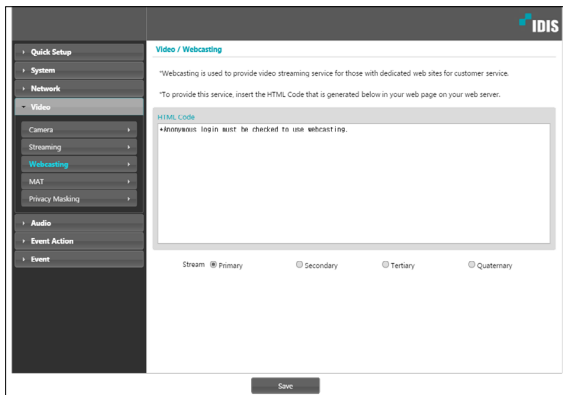 IDIS
Quick Setup
System
Network
Video
Camera
Streaming
Webcasting
MAT
Privacy Masking
Audio
Event Action
Event
Video / Webcasting
*Webcasting is used to provide video streaming service for those with dedicated web sites for customer service.
*To provide this service, insert the HTML Code that is generated below in your web page on your web server.
HTML Code
*Anonymous login must be checked to use webcasting.
Stream Primary Secondary Tertiary Quaternary
Save